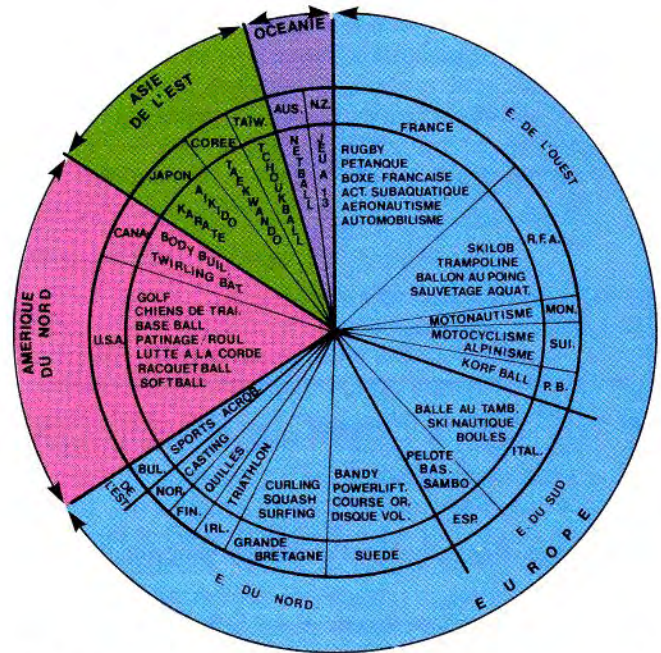 OCEANIE
ASIE
DE L'EST
AMERIQUE
DU NORD
E. DE L'OUEST
E. DU SUD
EUROPE
E. DU NORD
DE
L'EST
AUS.
NETBALL
N.Z.
JEU A 13
FRANCE
RUGBY
PETANQUE
BOXE FRANCAISE
ACT. SUBAQUATIQUE
AERONAUTISME
AUTOMOBILISME
R.F.A.
SKILOB
TRAMPOLINE
BALLON AU POING
SAUVETAGE AQUAT.
MON.
MOTONAUTISME
SUI.
MOTOCYCLISME
ALPINISME
P.B.
KORFBALL
ITAL.
BALLE AU TAMB.
SKI NAUTIQUE
BOULES
ESP.
PELOTE
BAS.
SAMBO
SUEDE
BANDY
POWERLIFT.
COURSE OR.
DISQUE VOL.
GRANDE
BRETAGNE
CURLING
SQUASH
SURFING
IRL.
TRIATHLON
FIN.
QUILLES
NOR.
CASTING
BUL.
SPORTS ACROB.
U.S.A.
GOLF
CHIENS DE TRAI.
BASE BALL
PATINAGE/ROUL
LUTTE A LA CORDE
RACQUETBALL
SOFTBALL
CANA.
BODY BUIL.
TWIRLING BAT.
JAPON
AIKIDO
KARATE
COREE
TAEKWANDO
TAÏW.
TCHOUKBALL